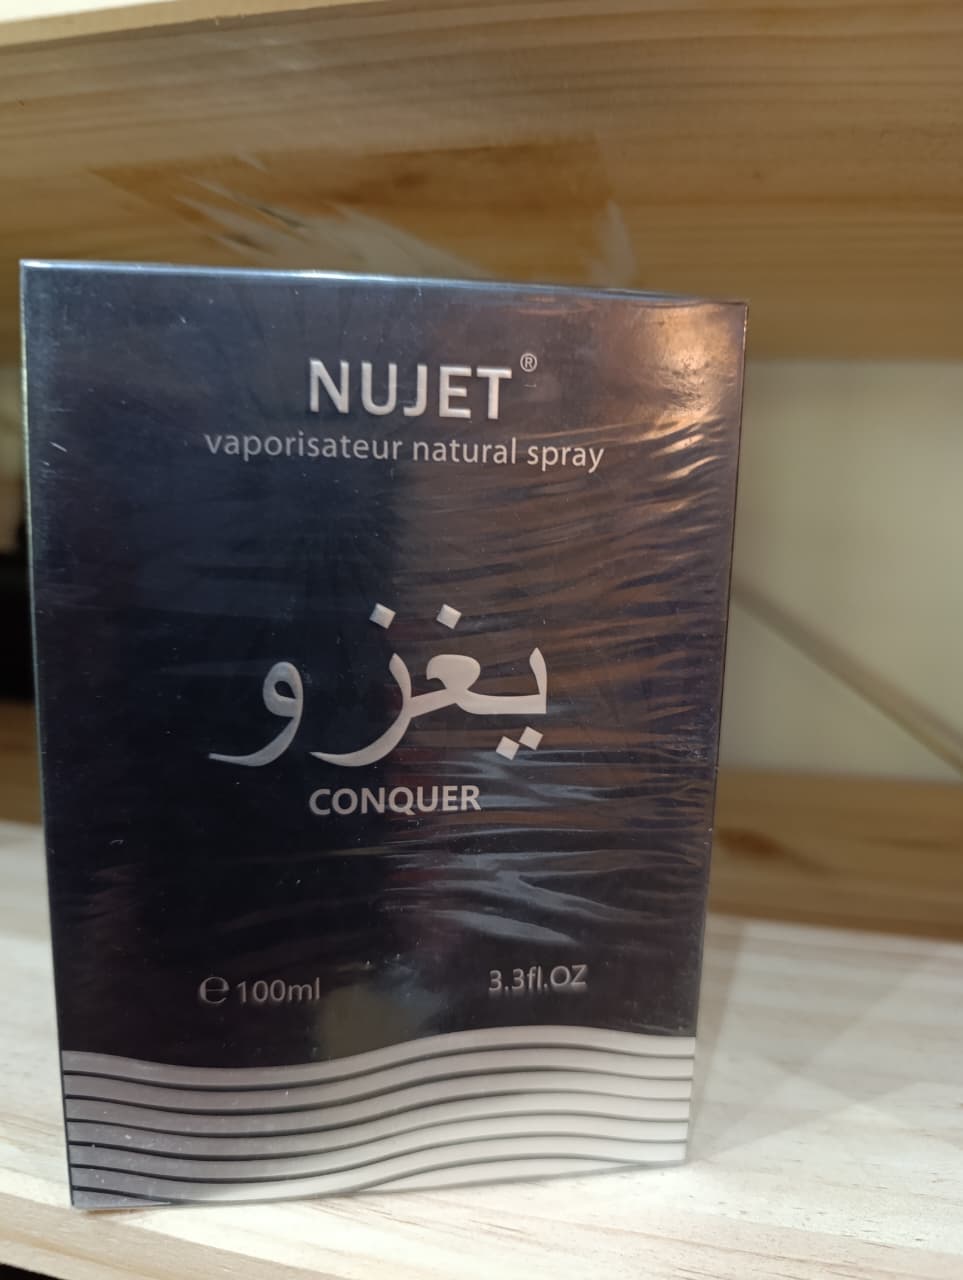 NUJET®
vaporisateur natural spray
يغزو
CONQUER
℮100ml 3.3fl.OZ